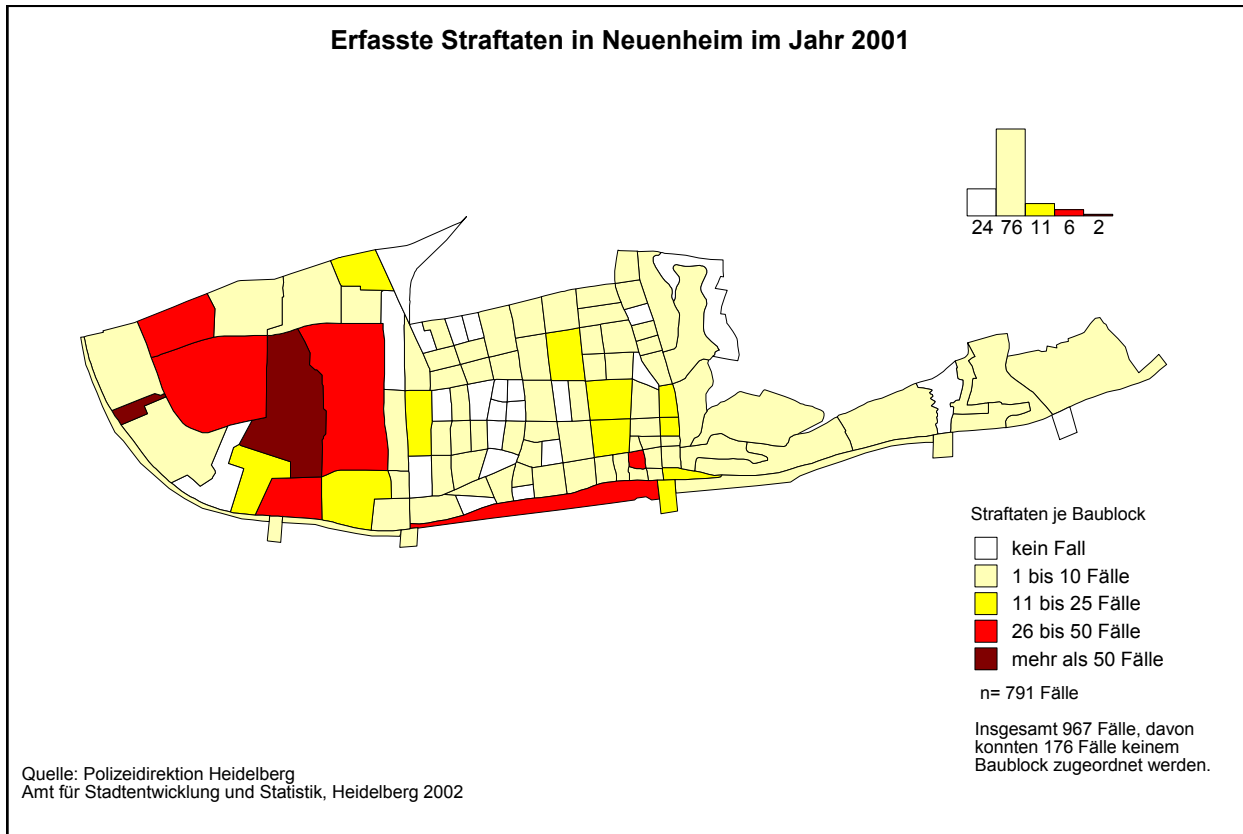 Erfasste Straftaten in Neuenheim im Jahr 2001
24 76 11 6 2
Straftaten je Baublock
kein Fall
1 bis 10 Fälle
11 bis 25 Fälle
26 bis 50 Fälle
mehr als 50 Fälle
n= 791 Fälle
Insgesamt 967 Fälle, davon
konnten 176 Fälle keinem
Baublock zugeordnet werden.
Quelle: Polizeidirektion Heidelberg
Amt für Stadtentwicklung und Statistik, Heidelberg 2002